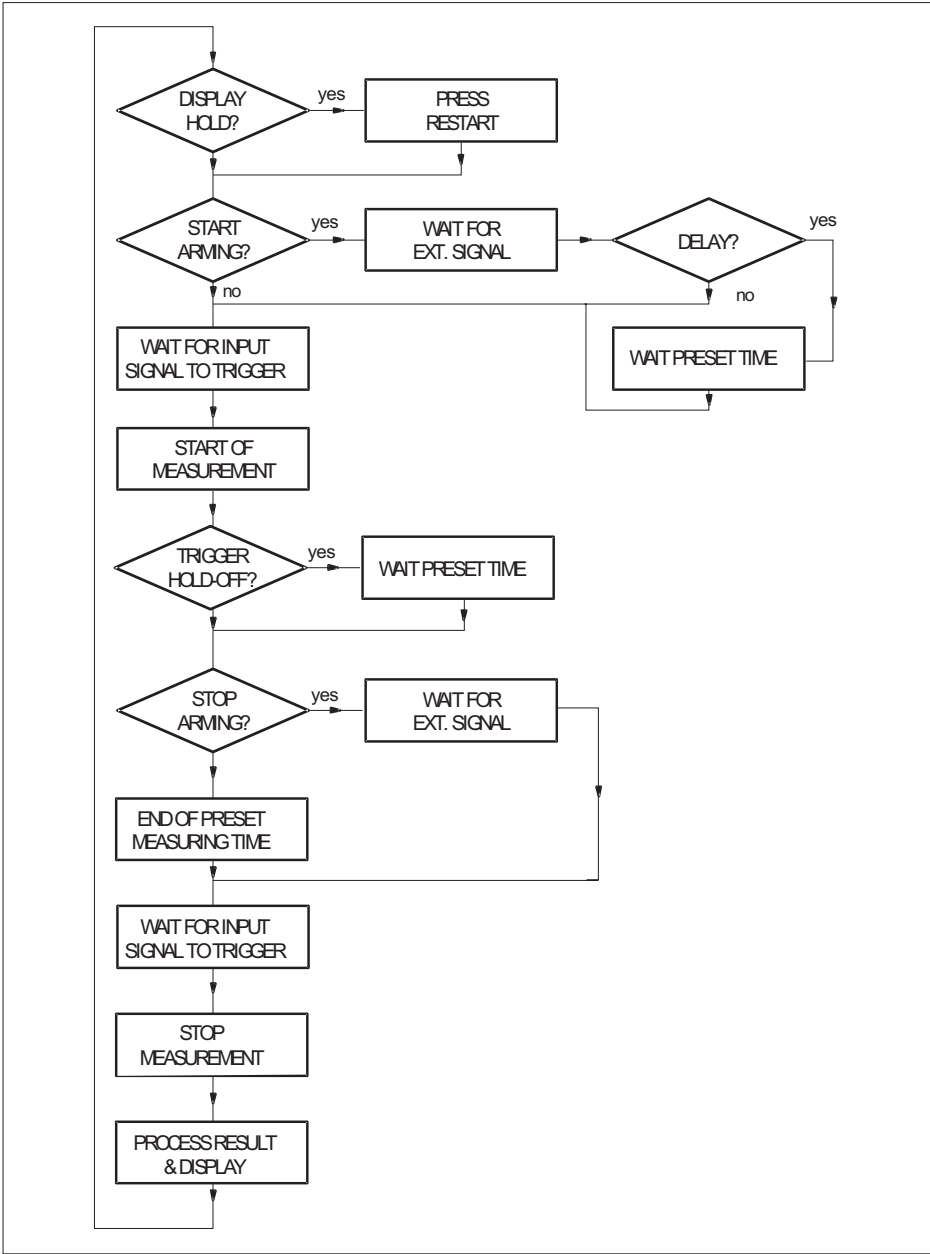 DISPLAY
HOLD?
yes
PRESS
RESTART
START
ARMING?
yes
WAIT FOR
EXT. SIGNAL
DELAY?
yes
no
no
WAIT FOR INPUT
SIGNAL TO TRIGGER
WAIT PRESET TIME
START OF
MEASUREMENT
TRIGGER
HOLD-OFF?
yes
WAIT PRESET TIME
STOP
ARMING?
yes
WAIT FOR
EXT. SIGNAL
END OF PRESET
MEASURING TIME
WAIT FOR INPUT
SIGNAL TO TRIGGER
STOP
MEASUREMENT
PROCESS RESULT
& DISPLAY